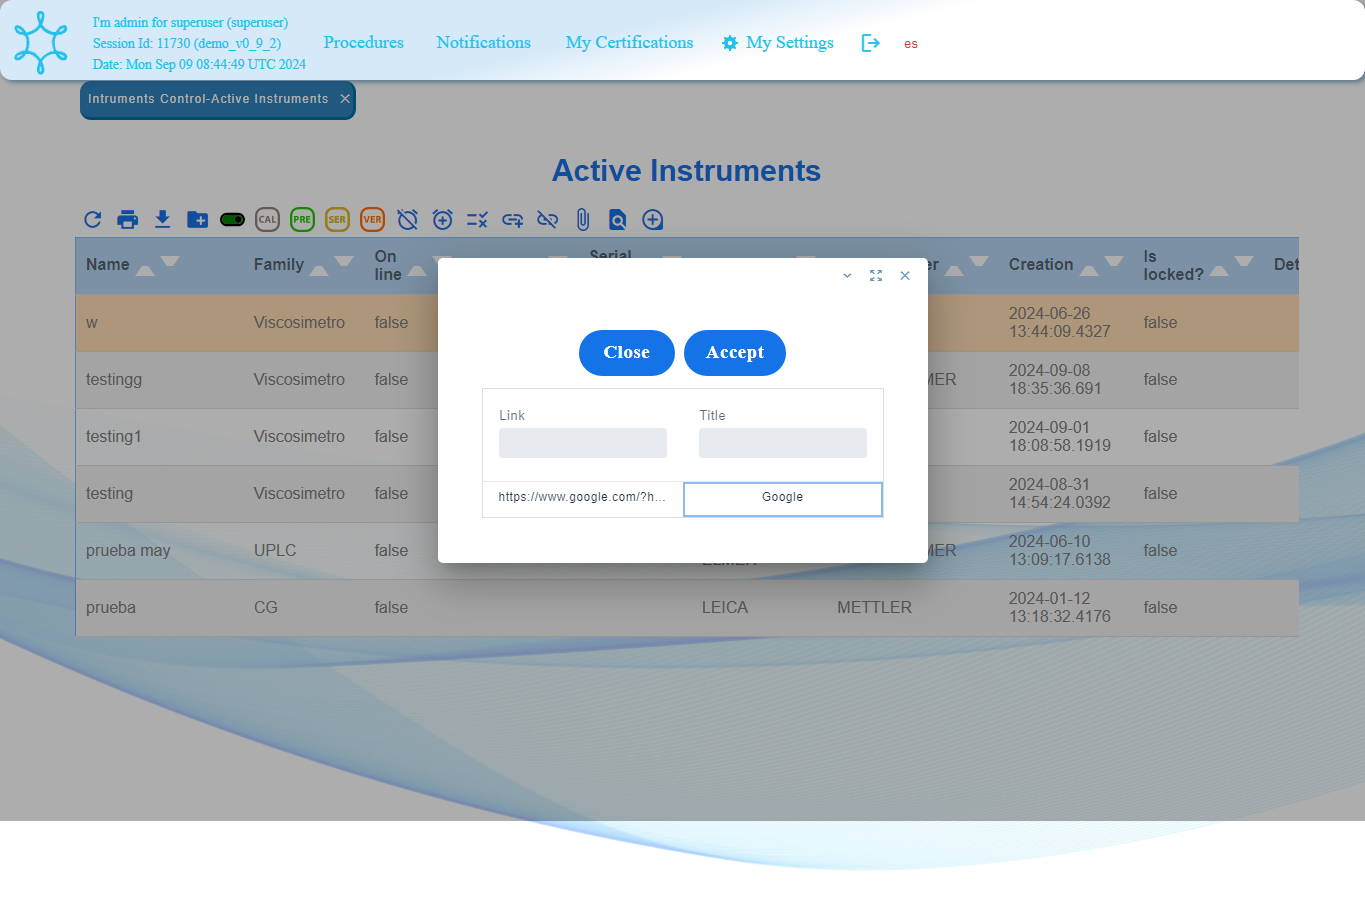 I'm admin for superuser (superuser)
Session Id: 11730 (demo_v0_9_2)
Date: Mon Sep 09 08:44:49 UTC 2024
Procedures
Notifications
My Certifications
My Settings
es
Intruments Control-Active Instruments
Active Instruments
CAL
PRE
SER
VER
Name
Family
On
line
Serial
er
Creation
Is
locked?
Det
w
Viscosimetro
false
2024-06-26
13:44:09.4327
false
testingg
Viscosimetro
false
MER
2024-09-08
18:35:36.691
false
testing1
Viscosimetro
false
2024-09-01
18:08:58.1919
false
testing
Viscosimetro
false
2024-08-31
14:54:24.0392
false
prueba may
UPLC
false
MER
2024-06-10
13:09:17.6138
false
prueba
CG
false
LEICA
METTLER
2024-01-12
13:18:32.4176
false
Close
Accept
Link
Title
https://www.google.com/?h...
Google